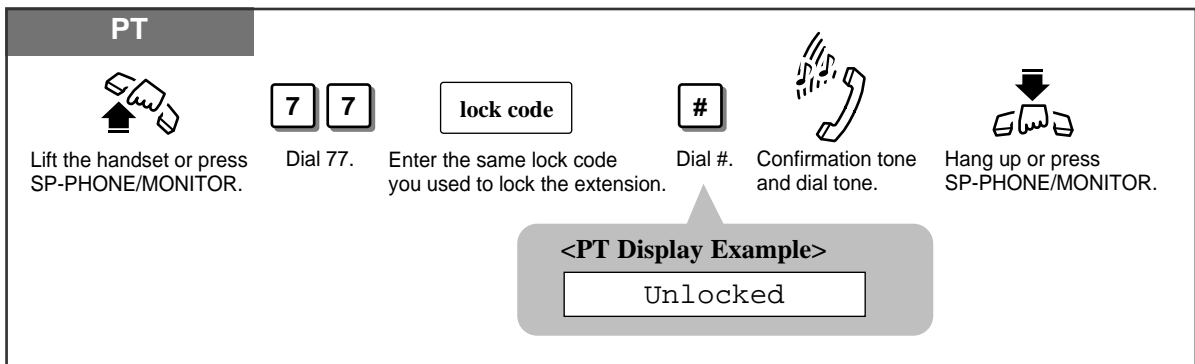 PT
7 7
lock code
#
Lift the handset or press
SP-PHONE/MONITOR.
Dial 77.
Enter the same lock code
you used to lock the extension.
Dial #.
Confirmation tone
and dial tone.
Hang up or press
SP-PHONE/MONITOR.
<PT Display Example>
Unlocked